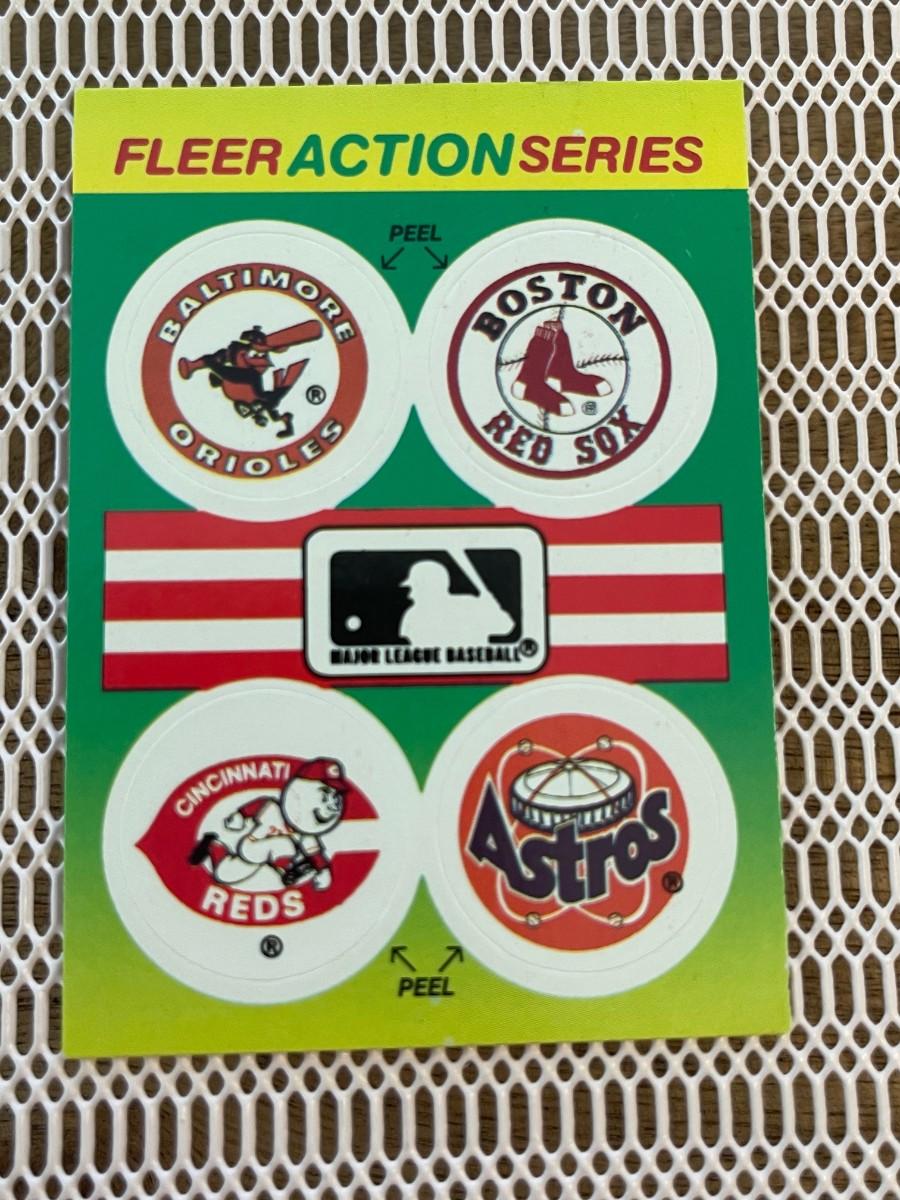 FLEER ACTION SERIES
PEEL
BALTIMORE
ORIOLES
®
BOSTON
RED SOX
®
MAJOR LEAGUE BASEBALL®
CINCINNATI
C
REDS
®
Astros
®
PEEL